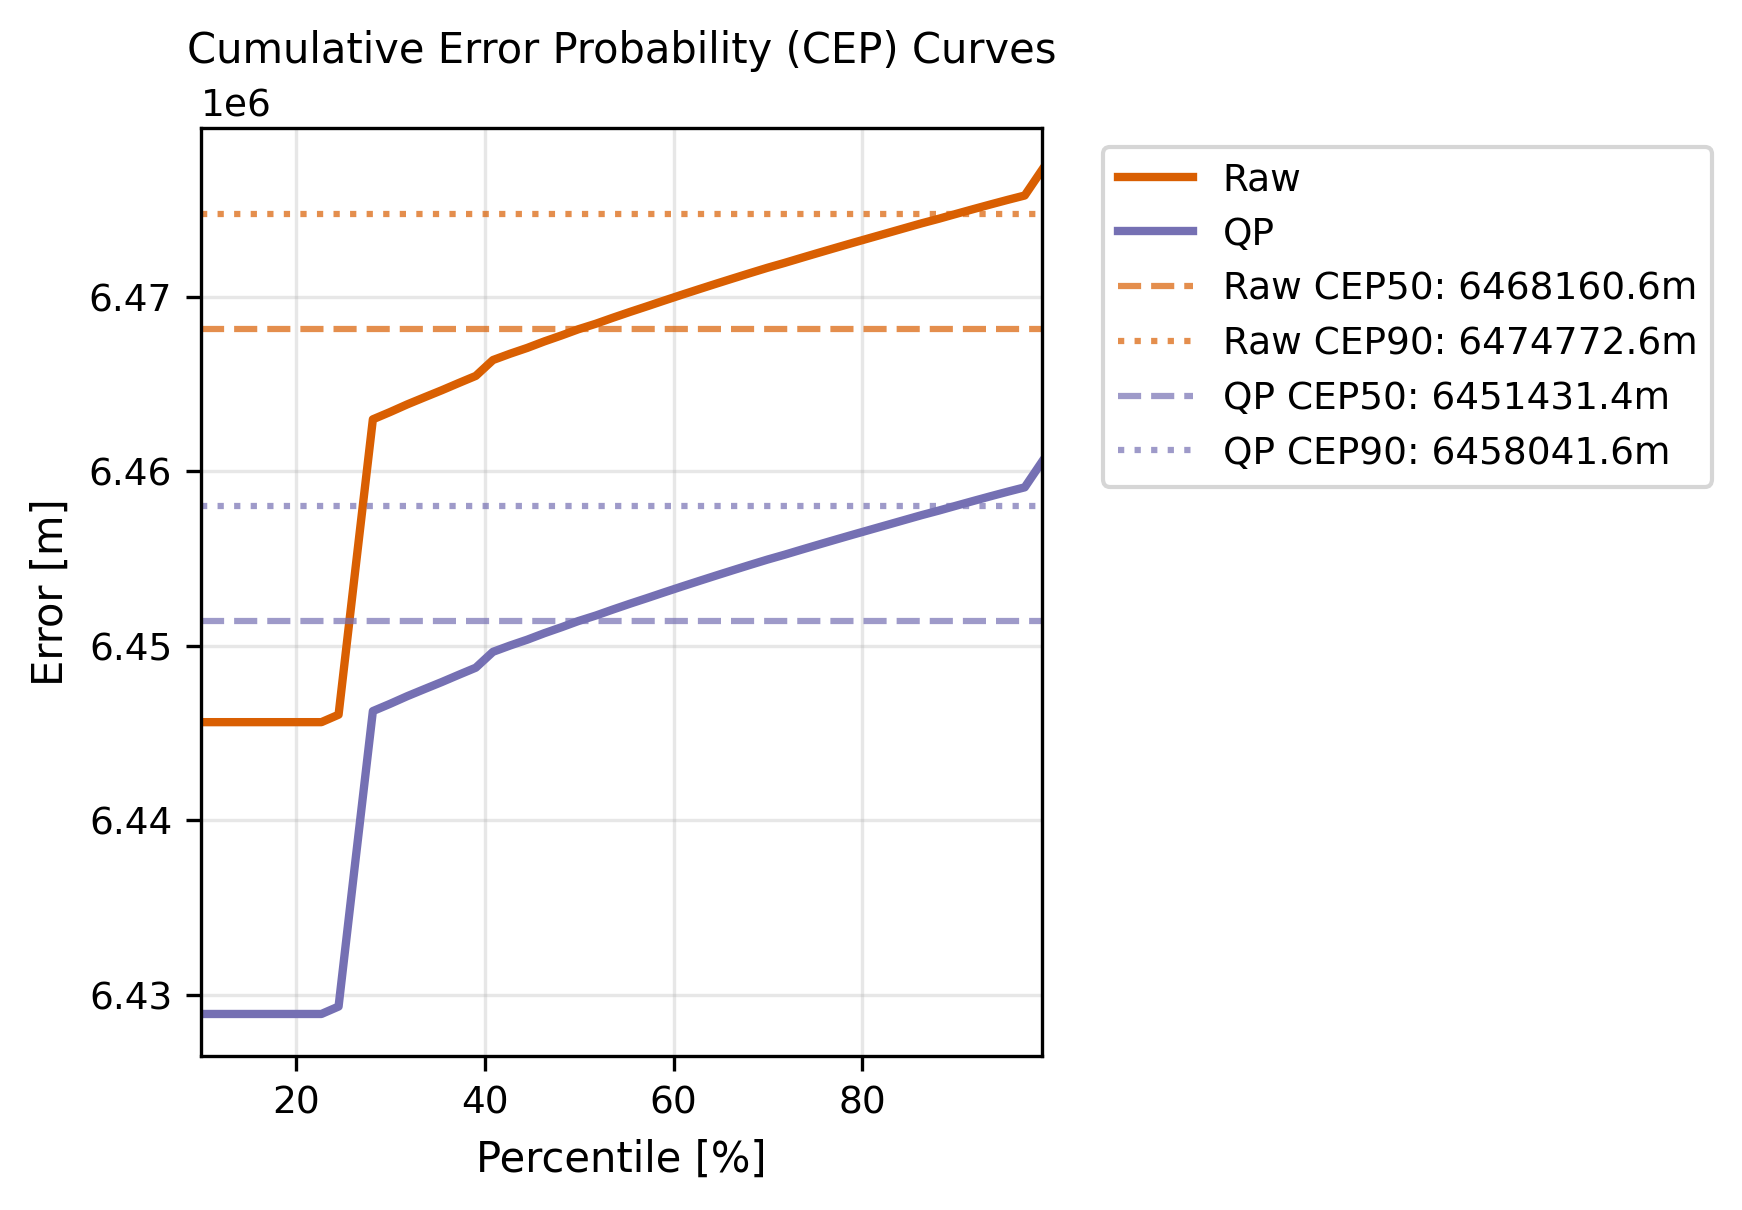 Cumulative Error Probability (CEP) Curves
1e6
6.47
6.46
6.45
6.44
6.43
Error [m]
20 40 60 80
Percentile [%]
Raw
QP
Raw CEP50: 6468160.6m
Raw CEP90: 6474772.6m
QP CEP50: 6451431.4m
QP CEP90: 6458041.6m